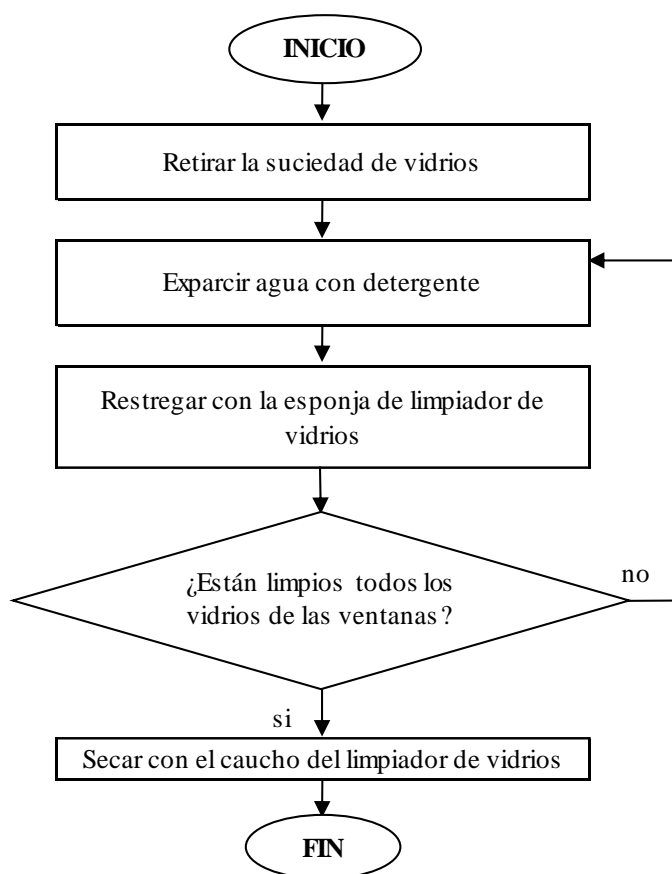 INICIO
Retirar la suciedad de vidrios
Exparcir agua con detergente
Restregar con la esponja de limpiador de
vidrios
¿Están limpios todos los
vidrios de las ventanas?
no
si
Secar con el caucho del limpiador de vidrios
FIN